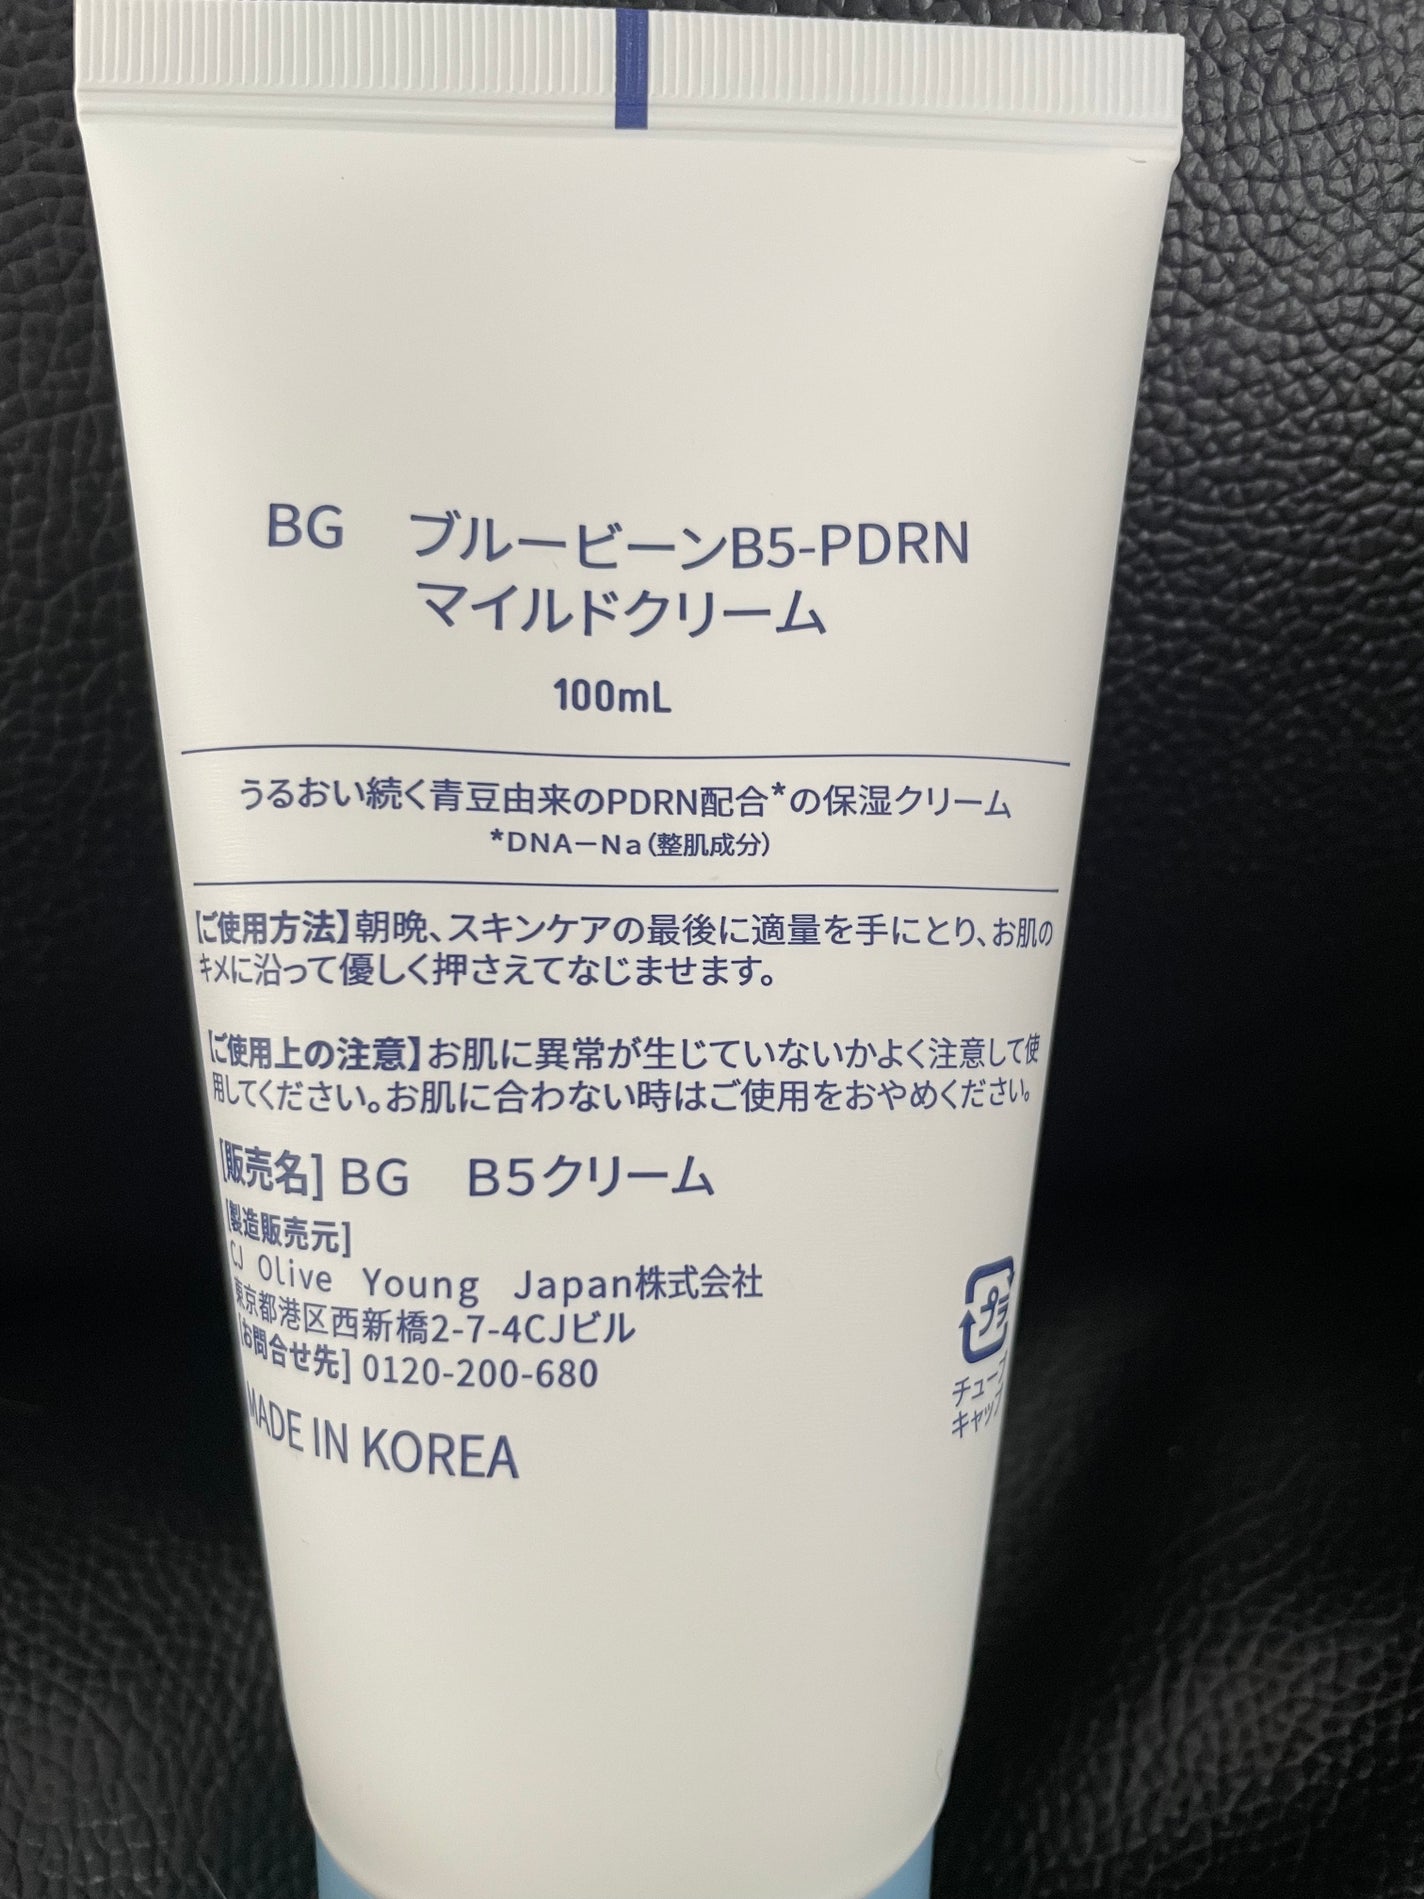 BG　ブルービーンB5-PDRN
マイルドクリーム
100mL
うるおい続く青豆由来のPDRN配合*の保湿クリーム
*DNA－Na（整肌成分）
【ご使用方法】朝晩、スキンケアの最後に適量を手にとり、お肌の
キメに沿って優しく押さえてなじませます。
【ご使用上の注意】お肌に異常が生じていないかよく注意して使
用してください。お肌に合わない時はご使用をおやめください。
[販売名] BG　B5クリーム
[製造販売元]
CJ Olive Young Japan株式会社
東京都港区西新橋2-7-4CJビル
[お問合せ先] 0120-200-680
MADE IN KOREA
プラ
チューブ
キャップ